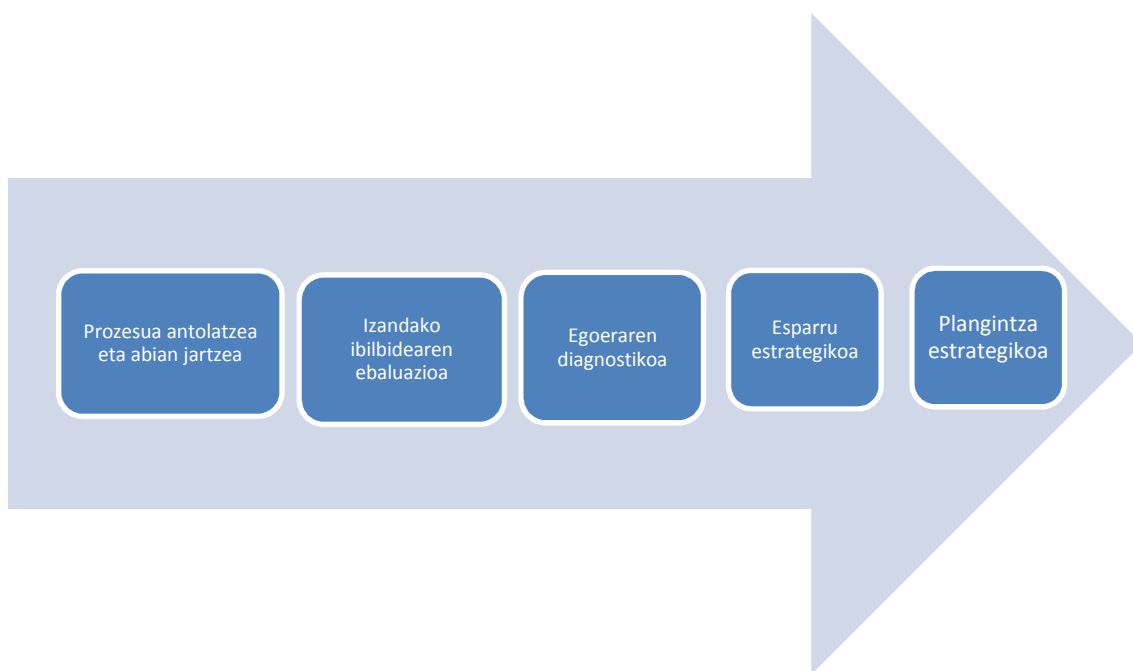 Prozesua antolatzea
eta abian jartzea
Izandako
ibilbidearen
ebaluazioa
Egoeraren
diagnostikoa
Esparru
estrategikoa
Plangintza
estrategikoa